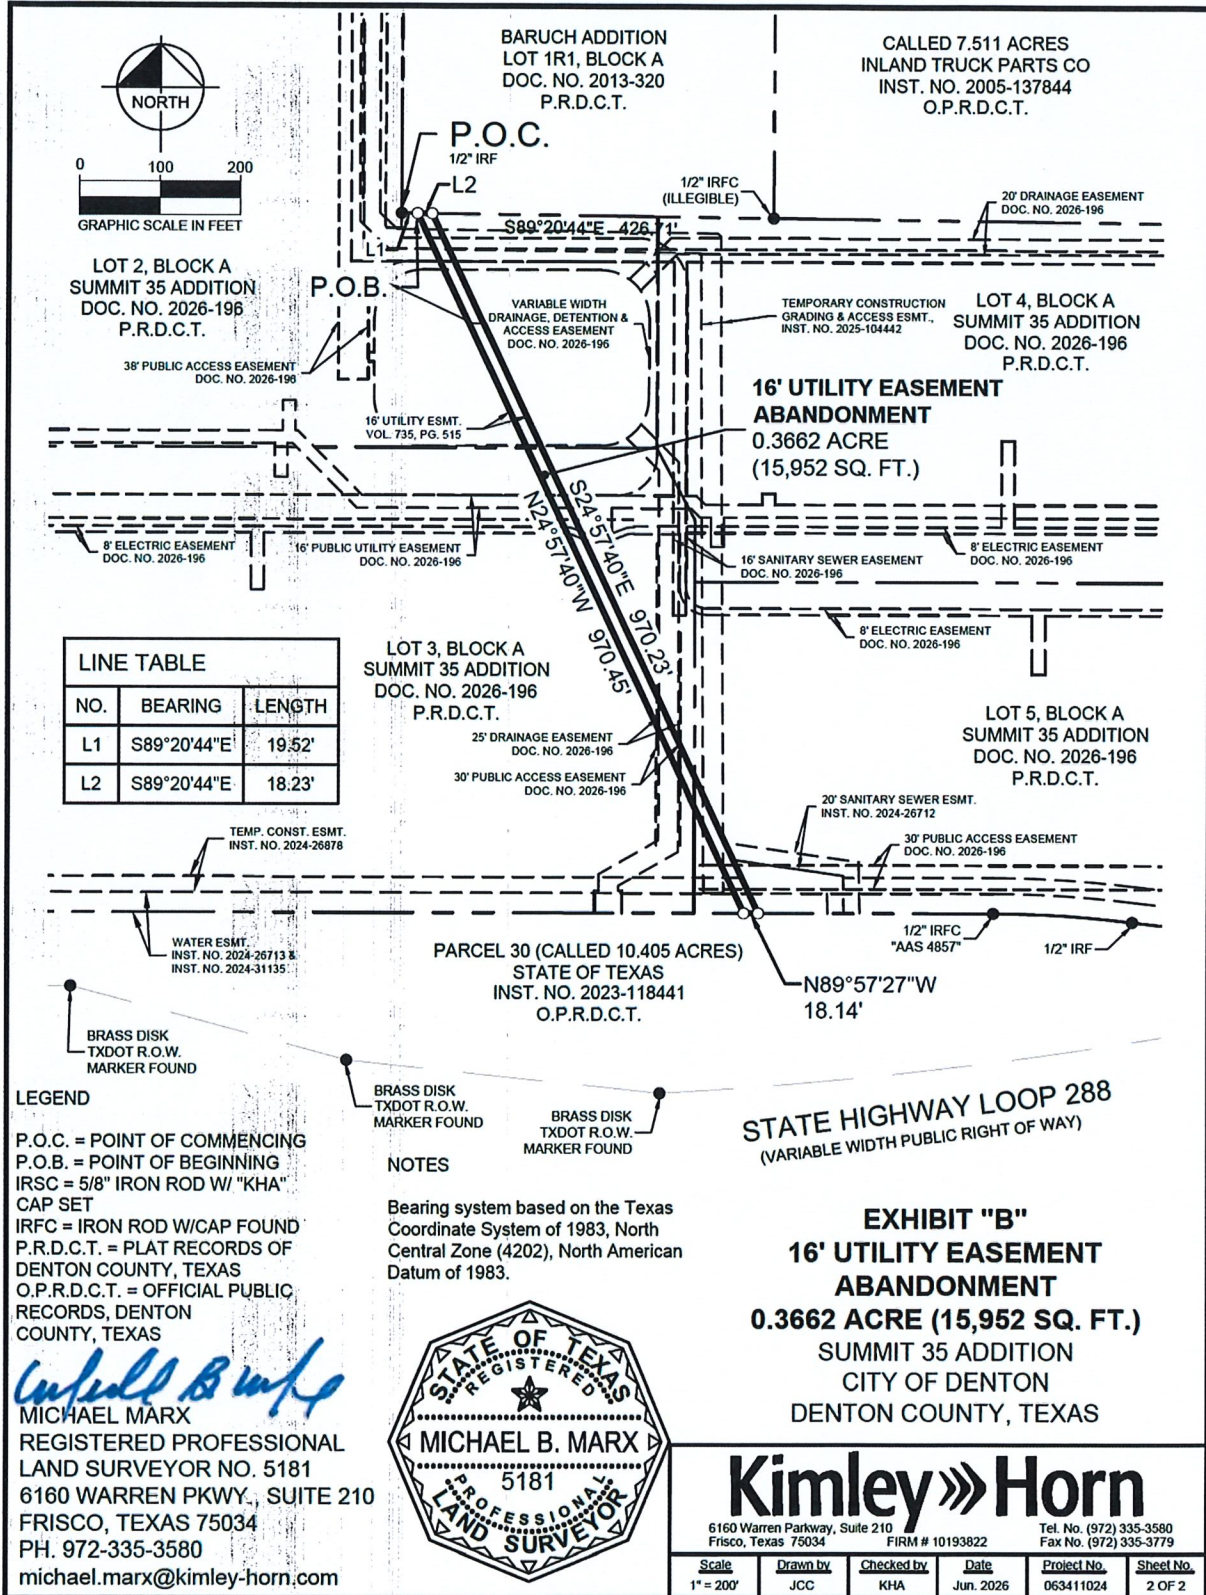 BARUCH ADDITION
LOT 1R1, BLOCK A
DOC. NO. 2013-320
P.R.D.C.T.
CALLED 7.511 ACRES
INLAND TRUCK PARTS CO
INST. NO. 2005-137844
O.P.R.D.C.T.
NORTH
0 100 200
GRAPHIC SCALE IN FEET
P.O.C.
1/2" IRF
L2
1/2" IRFC
(ILLEGIBLE)
20' DRAINAGE EASEMENT
DOC. NO. 2026-196
S89°20'44"E 426.71'
L1
P.O.B.
LOT 2, BLOCK A
SUMMIT 35 ADDITION
DOC. NO. 2026-196
P.R.D.C.T.
VARIABLE WIDTH
DRAINAGE, DETENTION &
ACCESS EASEMENT
DOC. NO. 2026-196
TEMPORARY CONSTRUCTION
GRADING & ACCESS ESMT.,
INST. NO. 2025-104442
LOT 4, BLOCK A
SUMMIT 35 ADDITION
DOC. NO. 2026-196
P.R.D.C.T.
38' PUBLIC ACCESS EASEMENT
DOC. NO. 2026-196
16' UTILITY EASEMENT
ABANDONMENT
0.3662 ACRE
(15,952 SQ. FT.)
16' UTILITY ESMT.
VOL. 735, PG. 515
S24°57'40"E 970.23'
N24°57'40"W 970.45'
8' ELECTRIC EASEMENT
DOC. NO. 2026-196
16' PUBLIC UTILITY EASEMENT
DOC. NO. 2026-196
16' SANITARY SEWER EASEMENT
DOC. NO. 2026-196
8' ELECTRIC EASEMENT
DOC. NO. 2026-196
8' ELECTRIC EASEMENT
DOC. NO. 2026-196
LINE TABLE
NO. BEARING LENGTH
L1 S89°20'44"E 19.52'
L2 S89°20'44"E 18.23'
LOT 3, BLOCK A
SUMMIT 35 ADDITION
DOC. NO. 2026-196
P.R.D.C.T.
LOT 5, BLOCK A
SUMMIT 35 ADDITION
DOC. NO. 2026-196
P.R.D.C.T.
25' DRAINAGE EASEMENT
DOC. NO. 2026-196
30' PUBLIC ACCESS EASEMENT
DOC. NO. 2026-196
20' SANITARY SEWER ESMT.
INST. NO. 2024-26712
30' PUBLIC ACCESS EASEMENT
DOC. NO. 2026-196
TEMP. CONST. ESMT.
INST. NO. 2024-26878
WATER ESMT.
INST. NO. 2024-26713 &
INST. NO. 2024-31135
PARCEL 30 (CALLED 10.405 ACRES)
STATE OF TEXAS
INST. NO. 2023-118441
O.P.R.D.C.T.
1/2" IRFC
"AAS 4857"
1/2" IRF
N89°57'27"W
18.14'
BRASS DISK
TXDOT R.O.W.
MARKER FOUND
BRASS DISK
TXDOT R.O.W.
MARKER FOUND
BRASS DISK
TXDOT R.O.W.
MARKER FOUND
STATE HIGHWAY LOOP 288
(VARIABLE WIDTH PUBLIC RIGHT OF WAY)
LEGEND
P.O.C. = POINT OF COMMENCING
P.O.B. = POINT OF BEGINNING
IRSC = 5/8" IRON ROD W/ "KHA"
CAP SET
IRFC = IRON ROD W/CAP FOUND
P.R.D.C.T. = PLAT RECORDS OF
DENTON COUNTY, TEXAS
O.P.R.D.C.T. = OFFICIAL PUBLIC
RECORDS, DENTON
COUNTY, TEXAS
NOTES
Bearing system based on the Texas
Coordinate System of 1983, North
Central Zone (4202), North American
Datum of 1983.
MICHAEL MARX
REGISTERED PROFESSIONAL
LAND SURVEYOR NO. 5181
6160 WARREN PKWY., SUITE 210
FRISCO, TEXAS 75034
PH. 972-335-3580
michael.marx@kimley-horn.com
STATE OF TEXAS
REGISTERED
MICHAEL B. MARX
5181
PROFESSIONAL
LAND SURVEYOR
EXHIBIT "B"
16' UTILITY EASEMENT
ABANDONMENT
0.3662 ACRE (15,952 SQ. FT.)
SUMMIT 35 ADDITION
CITY OF DENTON
DENTON COUNTY, TEXAS
Kimley»Horn
6160 Warren Parkway, Suite 210
Frisco, Texas 75034
FIRM # 10193822
Tel. No. (972) 335-3580
Fax No. (972) 335-3779
Scale Drawn by Checked by Date Project No. Sheet No.
1" = 200' JCC KHA Jun. 2026 063411022 2 OF 2